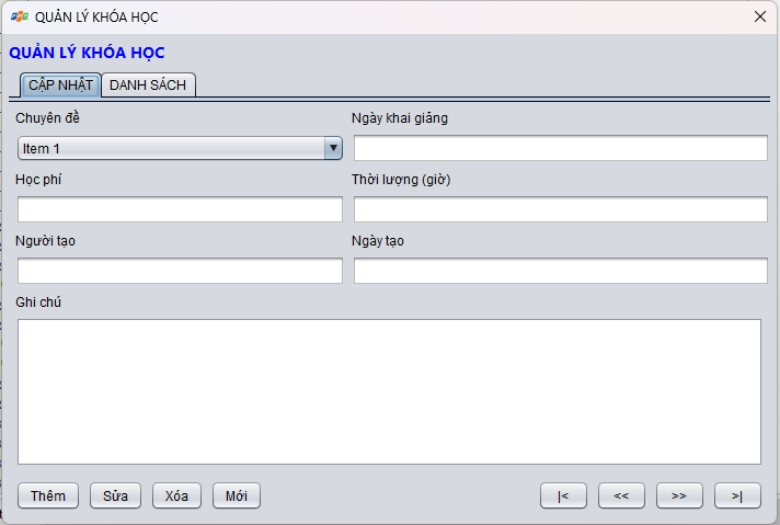 QUẢN LÝ KHÓA HỌC
QUẢN LÝ KHÓA HỌC
CẬP NHẬT DANH SÁCH
Chuyên đề Ngày khai giảng
Item 1
Học phí Thời lượng (giờ)
Người tạo Ngày tạo
Ghi chú
Thêm Sửa Xóa Mới |< << >> >|